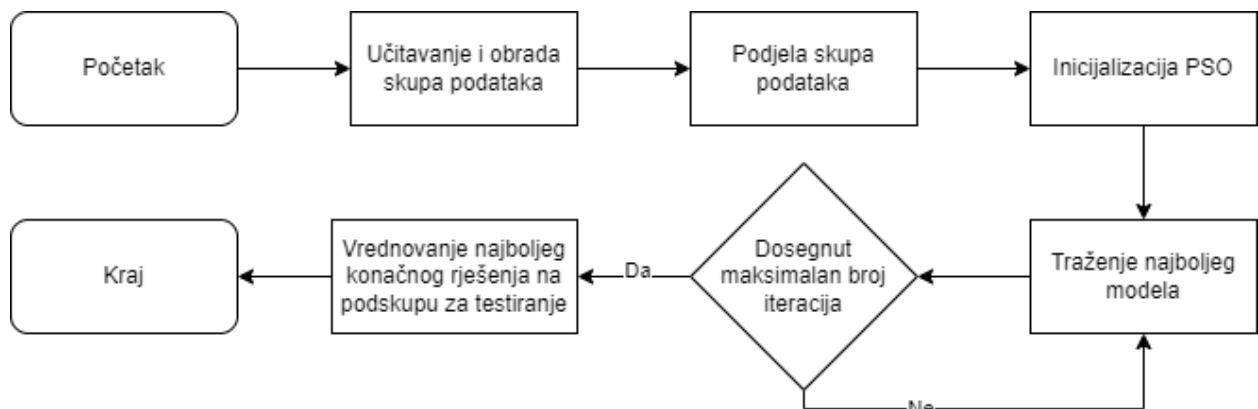 Početak
Učitavanje i obrada
skupa podataka
Podjela skupa
podataka
Inicijalizacija PSO
Traženje najboljeg
modela
Dosegnut
maksimalan broj
iteracija
Da
Vrednovanje najboljeg
konačnog rješenja na
podskupu za testiranje
Kraj
Ne